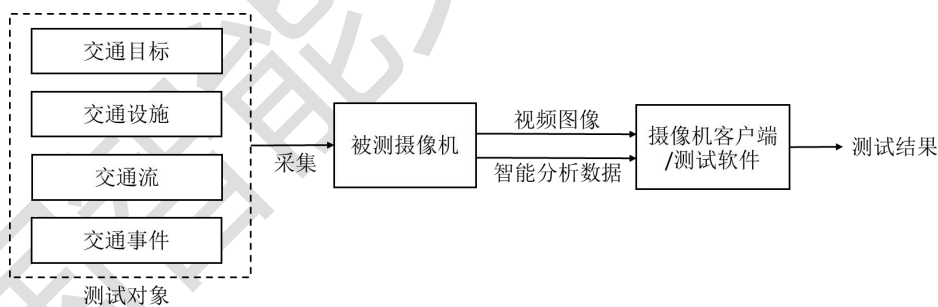 交通目标
交通设施
交通流
交通事件
测试对象
采集
被测摄像机
视频图像
智能分析数据
摄像机客户端
/测试软件
测试结果